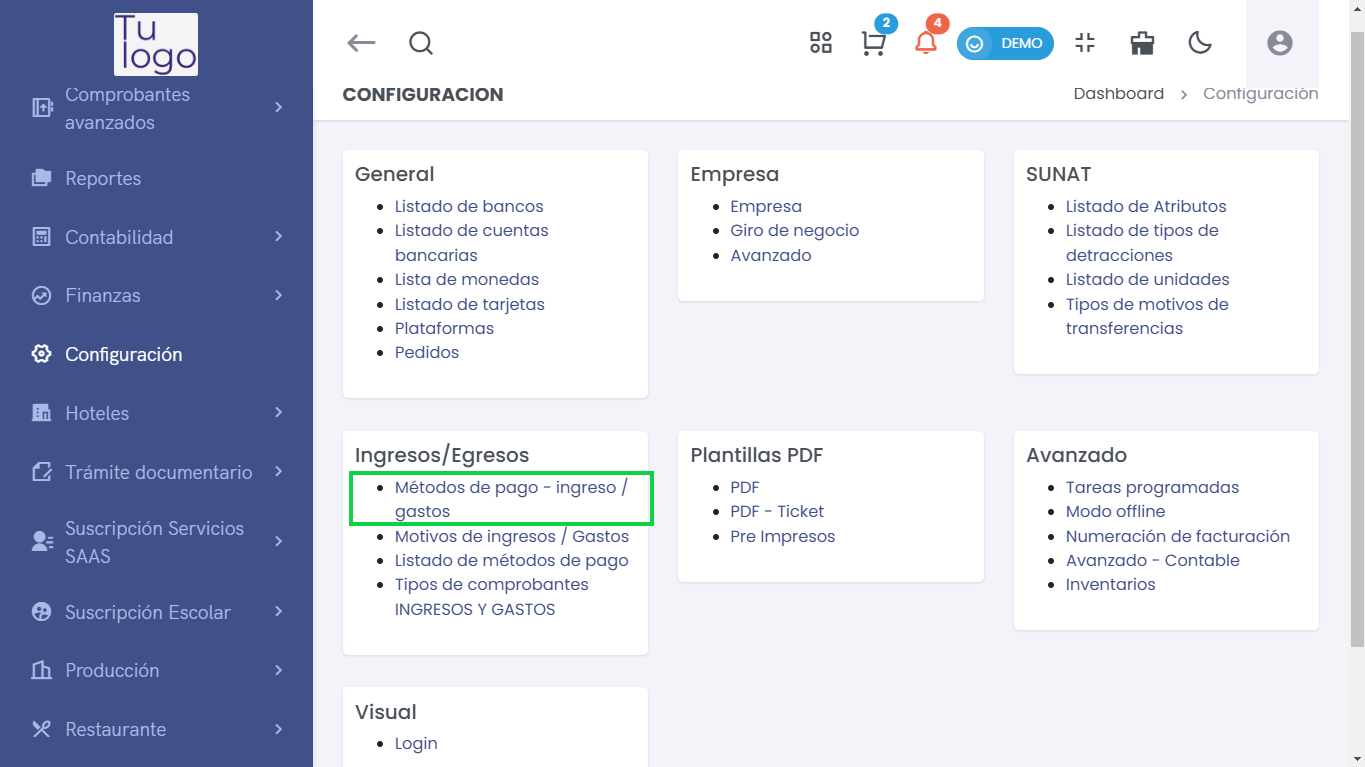 Tu
logo
Comprobantes
avanzados
Reportes
Contabilidad
Finanzas
Configuración
Hoteles
Trámite documentario
Suscripción Servicios
SAAS
Suscripción Escolar
Producción
Restaurante
2
4
DEMO
CONFIGURACION
Dashboard
Configuración
General
Listado de bancos
Listado de cuentas
bancarias
Lista de monedas
Listado de tarjetas
Plataformas
Pedidos
Empresa
Empresa
Giro de negocio
Avanzado
SUNAT
Listado de Atributos
Listado de tipos de
detracciones
Listado de unidades
Tipos de motivos de
transferencias
Ingresos/Egresos
Métodos de pago - ingreso /
gastos
Motivos de ingresos / Gastos
Listado de métodos de pago
Tipos de comprobantes
INGRESOS Y GASTOS
Plantillas PDF
PDF
PDF - Ticket
Pre Impresos
Avanzado
Tareas programadas
Modo offline
Numeración de facturación
Avanzado - Contable
Inventarios
Visual
Login